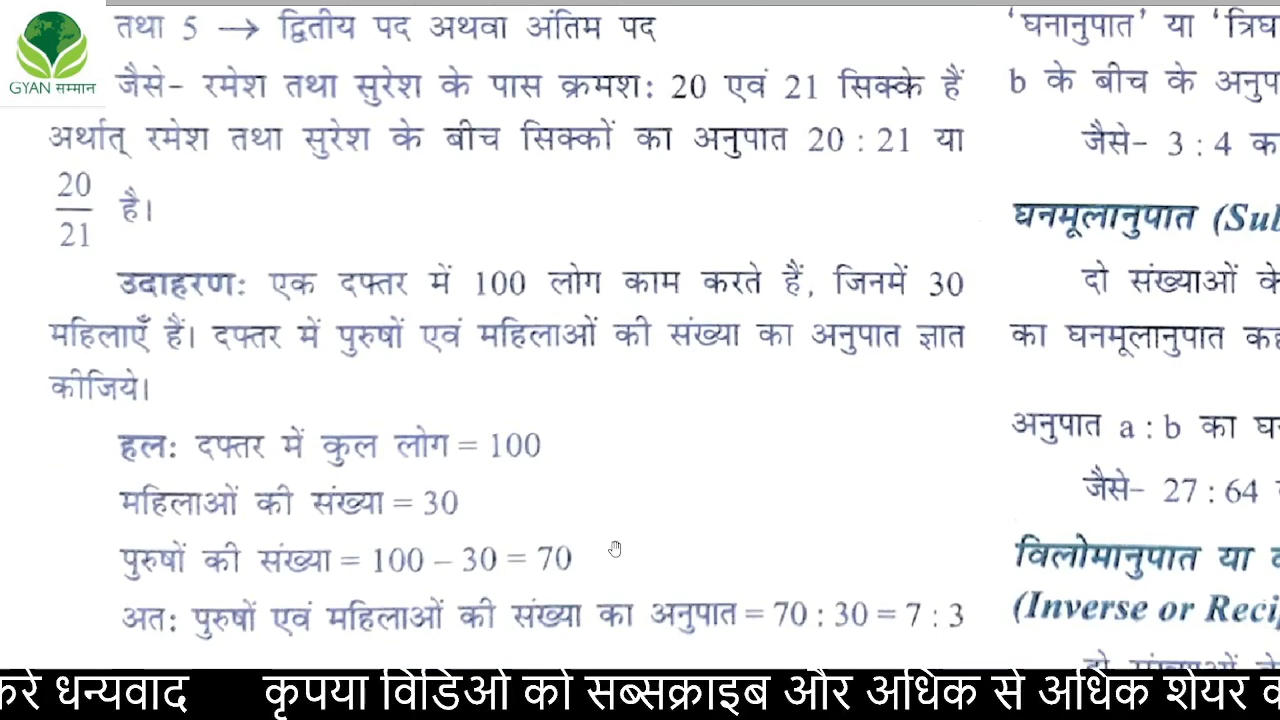 GYAN सम्मान
तथा 5 → द्वितीय पद अथवा अंतिम पद
जैसे- रमेश तथा सुरेश के पास क्रमश: 20 एवं 21 सिक्के हैं
अर्थात् रमेश तथा सुरेश के बीच सिक्कों का अनुपात 20 : 21 या
20
21
है।
उदाहरण: एक दफ्तर में 100 लोग काम करते हैं, जिनमें 30
महिलाएँ हैं। दफ्तर में पुरुषों एवं महिलाओं की संख्या का अनुपात ज्ञात
कीजिये।
हल: दफ्तर में कुल लोग = 100
महिलाओं की संख्या = 30
पुरुषों की संख्या = 100 – 30 = 70
अत: पुरुषों एवं महिलाओं की संख्या का अनुपात = 70 : 30 = 7 : 3
'घनानुपात' या
b के बीच के
जैसे- 3 : 4
घनमूलानुपात
दो संख्याओं के
का घनमूलानुपात
अनुपात a : b का
जैसे- 27 : 64
विलोमानुपात या
(Inverse or
करे धन्यवाद कृपया विडिओ को सब्सक्राइब और अधिक से अधिक शेयर